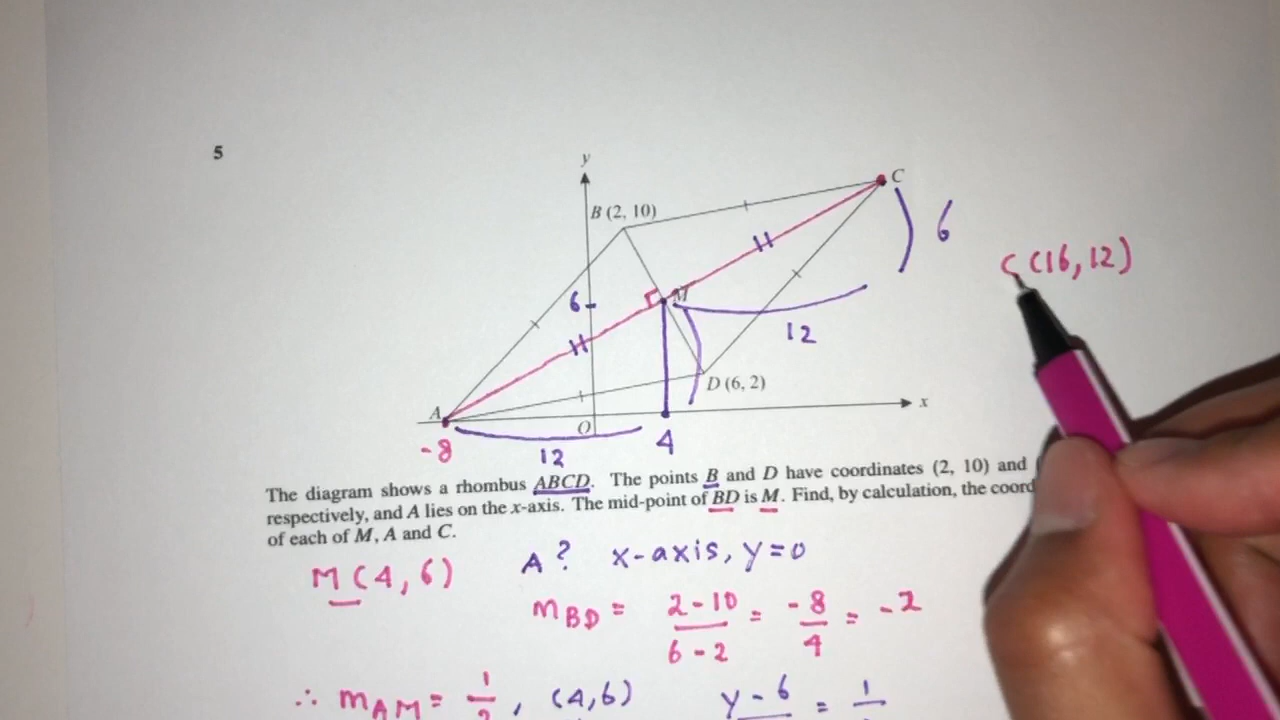 5
y
C
B (2, 10)
6
C (16, 12)
6
M
12
D (6, 2)
x
A
O
-8
12
4
The diagram shows a rhombus ABCD. The points B and D have coordinates (2, 10) and
respectively, and A lies on the x-axis. The mid-point of BD is M. Find, by calculation, the coord
of each of M, A and C.
M (4, 6)
A? x-axis, y=0
mBD = 2-10 / 6-2 = -8 / 4 = -2
∴ mAM = 1 / 2, (4,6)
y-6 = 1